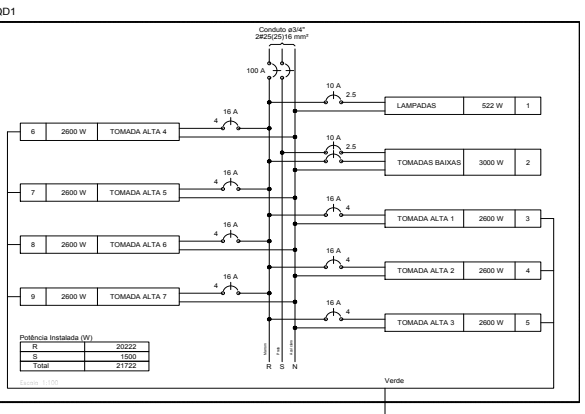 QD1
Conduto ø3/4"
2#25(25)16 mm²
100 A
10 A
2.5
LAMPADAS 522 W 1
16 A
4
6 2600 W TOMADA ALTA 4
10 A
2.5
TOMADAS BAIXAS 3000 W 2
16 A
4
7 2600 W TOMADA ALTA 5
16 A
4
TOMADA ALTA 1 2600 W 3
16 A
4
8 2600 W TOMADA ALTA 6
16 A
4
TOMADA ALTA 2 2600 W 4
16 A
4
9 2600 W TOMADA ALTA 7
16 A
4
TOMADA ALTA 3 2600 W 5
Potência Instalada (W)
R 20222
S 1500
Total 21722
R S N
Escala 1:100
Verde